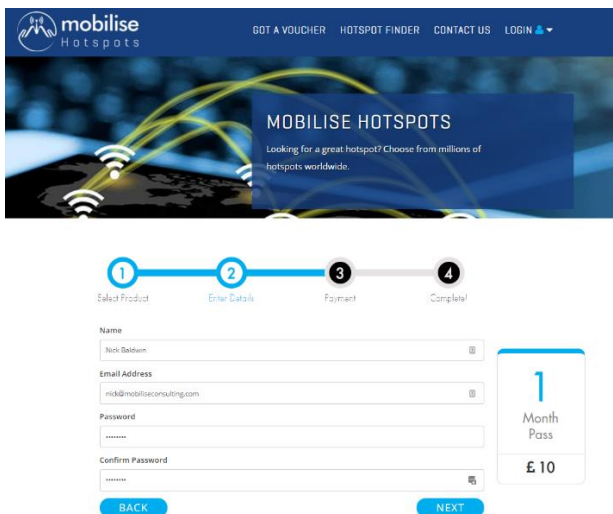 mobilise
Hotspots
GOT A VOUCHER HOTSPOT FINDER CONTACT US LOGIN
MOBILISE HOTSPOTS
Looking for a great hotspot? Choose from millions of
hotspots worldwide.
1 2 3 4
Select Product Enter Details Payment Complete!
Name
Nick Baldwin
Email Address
nick@mobiliseconsulting.com
Password
••••••••
Confirm Password
••••••••
BACK NEXT
1
Month
Pass
£10